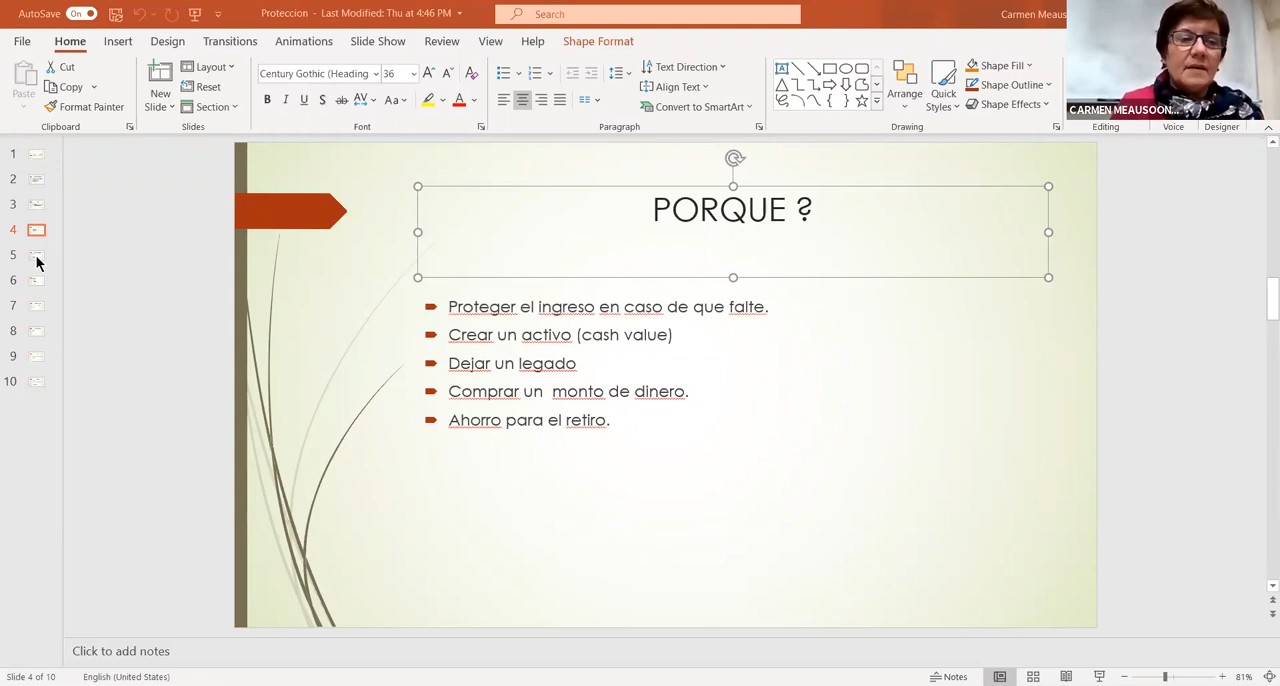 AutoSave On
Proteccion - Last Modified: Thu at 4:46 PM
Search
Carmen Meaus
File Home Insert Design Transitions Animations Slide Show Review View Help Shape Format
Paste
Cut
Copy
Format Painter
Clipboard
New Slide
Layout
Reset
Section
Slides
Century Gothic (Heading 36
B I U S ab AV Aa A
Font
Text Direction
Align Text
Convert to SmartArt
Paragraph
Arrange
Quick Styles
Shape Fill
Shape Outline
Shape Effects
Drawing
Editing
Voice
Designer
CARMEN MEAUSOON...
1
2
3
4
5
6
7
8
9
10
PORQUE ?
Proteger el ingreso en caso de que falte.
Crear un activo (cash value)
Dejar un legado
Comprar un monto de dinero.
Ahorro para el retiro.
Click to add notes
Slide 4 of 10
English (United States)
Notes
81%